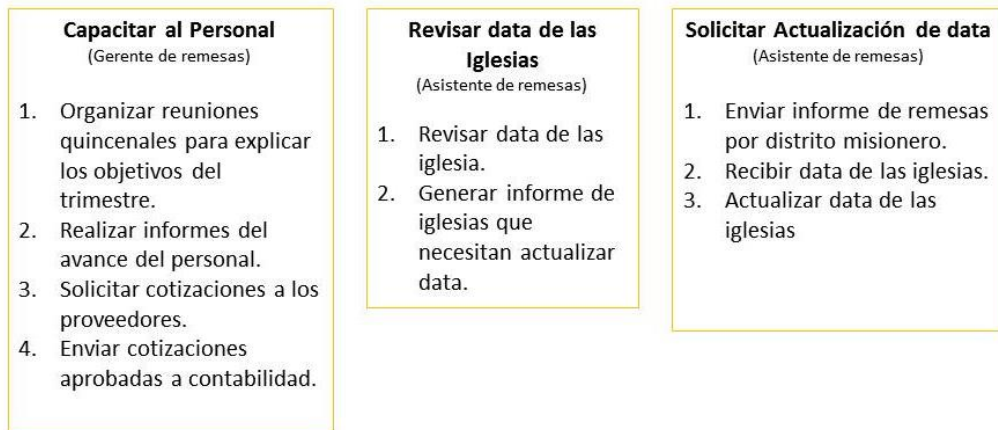 Capacitar al Personal
(Gerente de remesas)
1. Organizar reuniones
quincenales para explicar
los objetivos del
trimestre.
2. Realizar informes del
avance del personal.
3. Solicitar cotizaciones a los
proveedores.
4. Enviar cotizaciones
aprobadas a contabilidad.
Revisar data de las
Iglesias
(Asistente de remesas)
1. Revisar data de las
iglesia.
2. Generar informe de
iglesias que
necesitan actualizar
data.
Solicitar Actualización de data
(Asistente de remesas)
1. Enviar informe de remesas
por distrito misionero.
2. Recibir data de las iglesias.
3. Actualizar data de las
iglesias